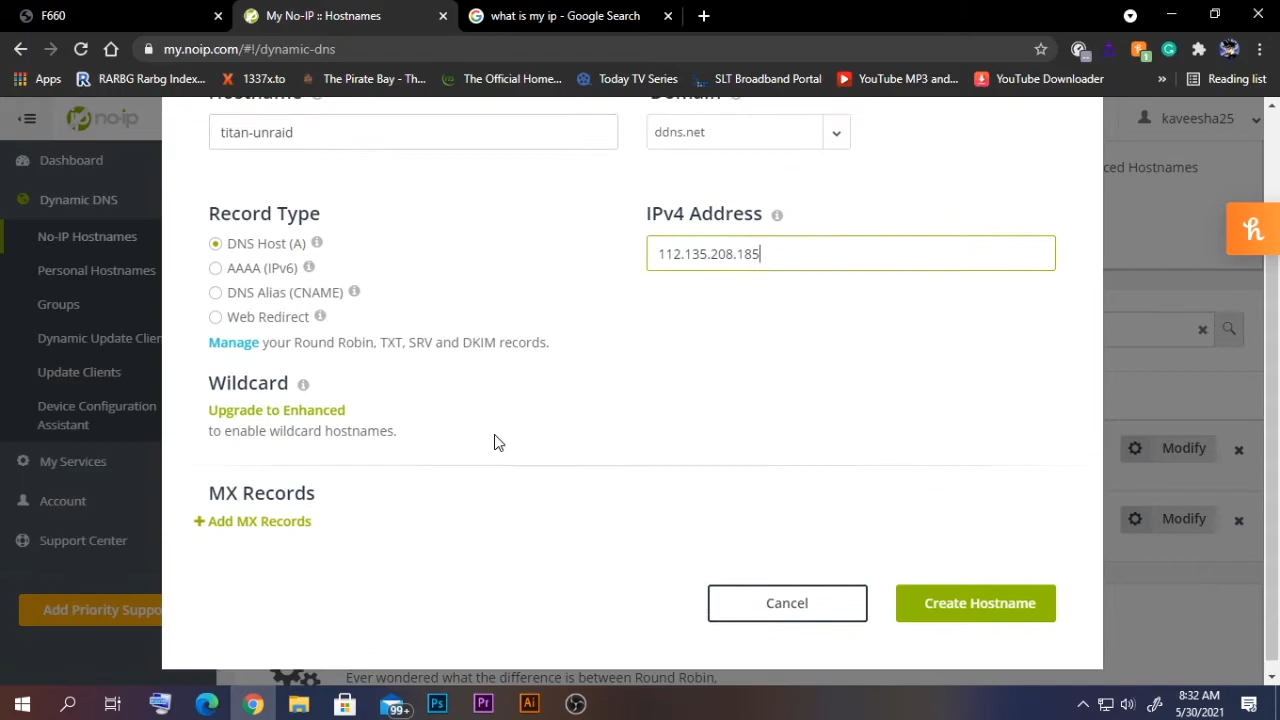 F660
My No-IP :: Hostnames
what is my ip - Google Search
my.noip.com/#!/dynamic-dns
Apps
RARBG Rarbg Index...
1337x.to
The Pirate Bay - Th...
The Official Home...
Today TV Series
SLT Broadband Portal
YouTube MP3 and...
YouTube Downloader
»
Reading list
no-ip
kaveesha25
Dashboard
Dynamic DNS
No-IP Hostnames
Personal Hostnames
Groups
Dynamic Update Clien
Update Clients
Device Configuration
Assistant
My Services
Account
Support Center
Add Priority Suppo
Hostname
Domain
titan-unraid
ddns.net
ced Hostnames
Record Type
IPv4 Address
DNS Host (A)
112.135.208.185
AAAA (IPv6)
DNS Alias (CNAME)
Web Redirect
Manage your Round Robin, TXT, SRV and DKIM records.
Wildcard
Upgrade to Enhanced
to enable wildcard hostnames.
MX Records
+ Add MX Records
Modify
Modify
Cancel
Create Hostname
Ever wondered what the difference is between Round Robin,
99+
Ps
Pr
Ai
8:32 AM
5/30/2021